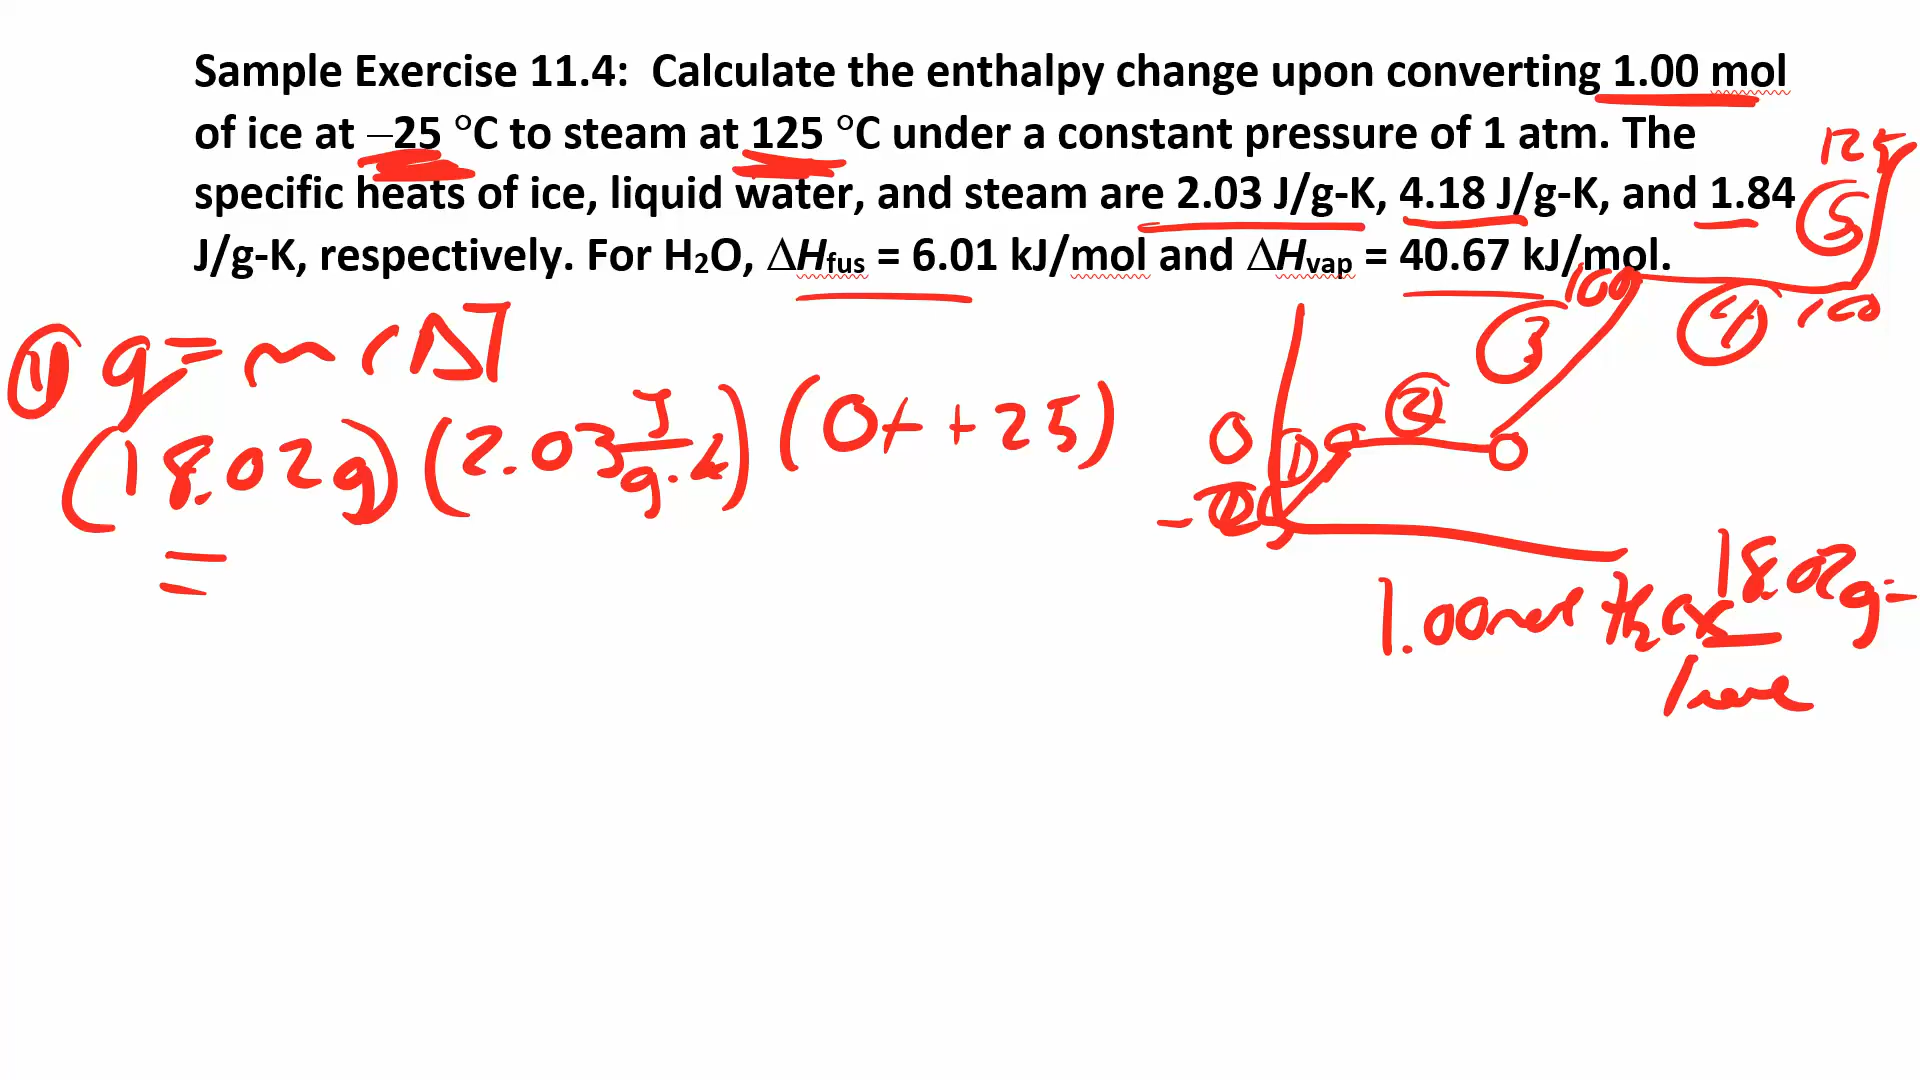 Sample Exercise 11.4: Calculate the enthalpy change upon converting 1.00 mol
of ice at –25 °C to steam at 125 °C under a constant pressure of 1 atm. The
specific heats of ice, liquid water, and steam are 2.03 J/g-K, 4.18 J/g-K, and 1.84
J/g-K, respectively. For H₂O, ΔHfus = 6.01 kJ/mol and ΔHvap = 40.67 kJ/mol.
① q = m c ΔT
(18.02g) (2.03 J/g·K) (0 + + 25)
=
125
⑤
100
100
④
③
②
0
①
0
0
1.00 mol H₂O x 18.02g =
1 mole